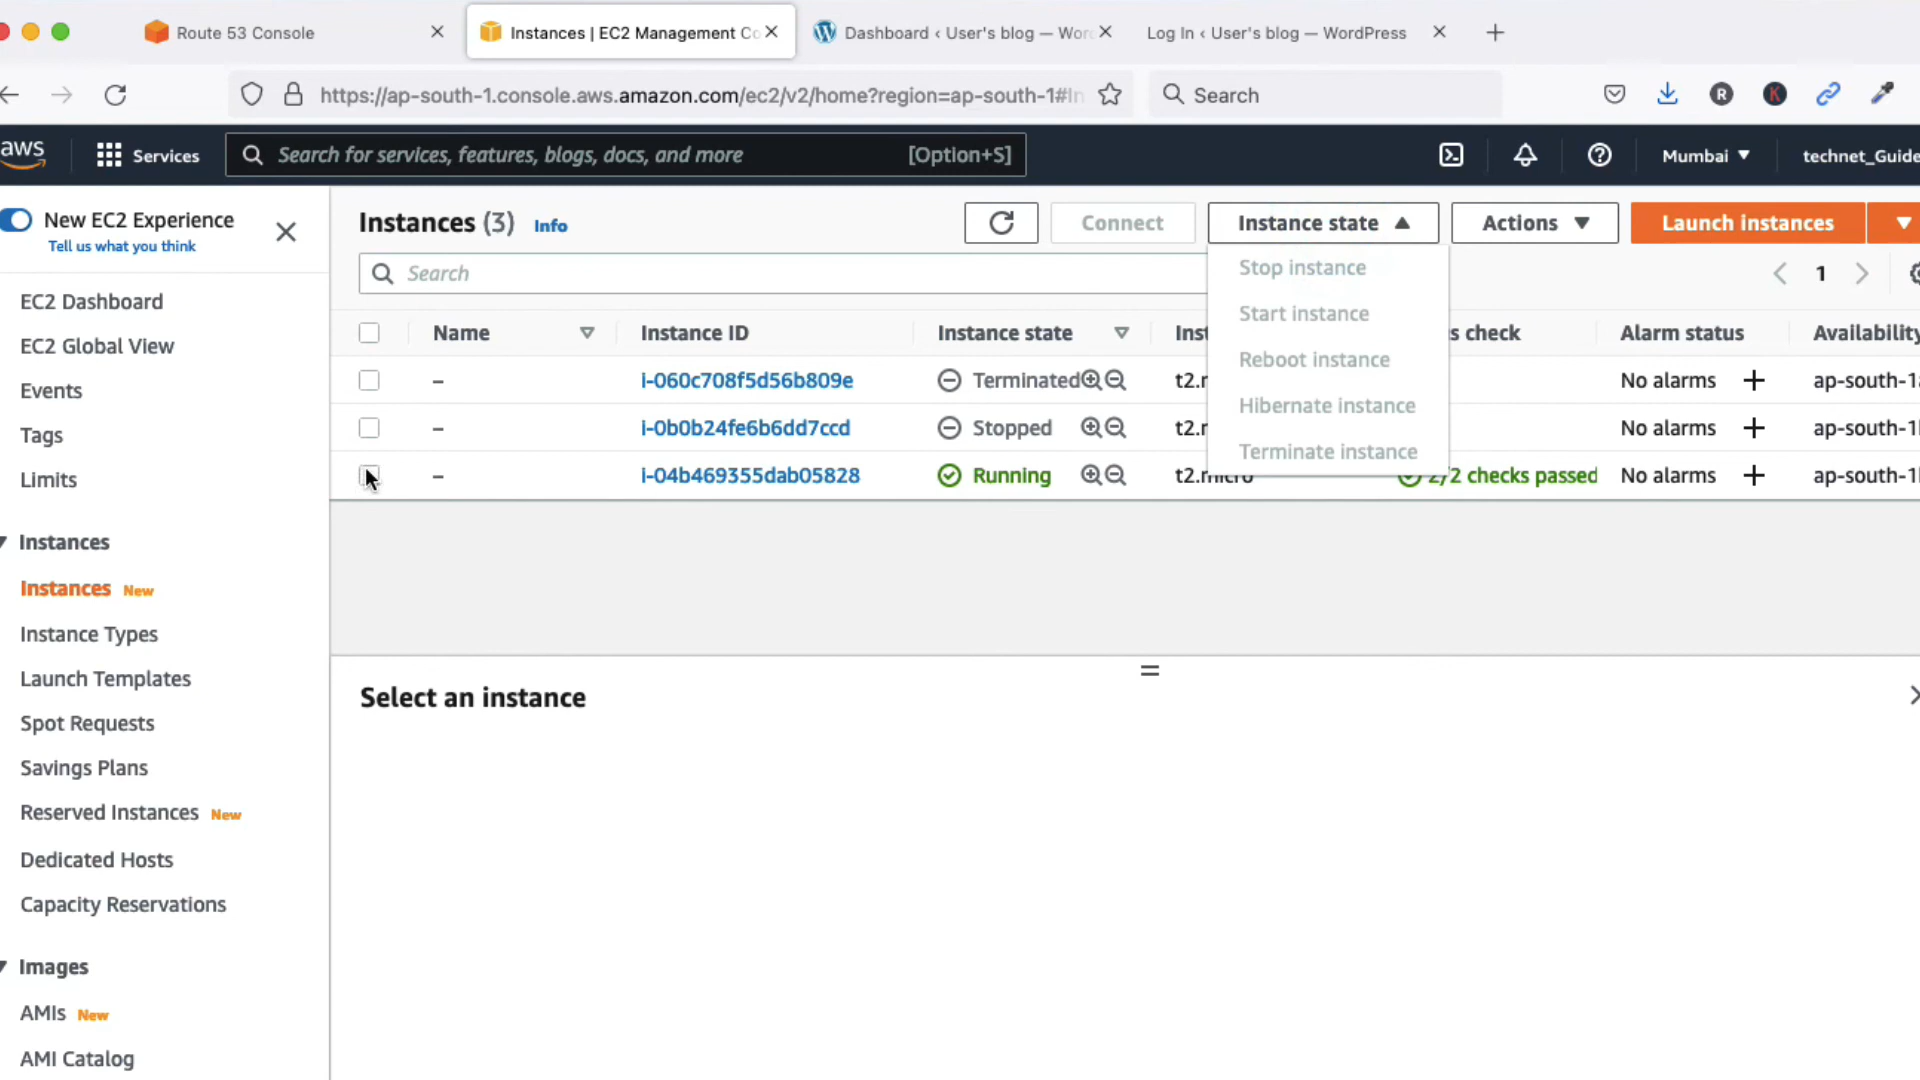 Route 53 Console
Instances | EC2 Management Co
Dashboard ‹ User's blog — Wor
Log In ‹ User's blog — WordPress
https://ap-south-1.console.aws.amazon.com/ec2/v2/home?region=ap-south-1#In
Search
R
K
aws
Services
Search for services, features, blogs, docs, and more
[Option+S]
Mumbai
technet_Guide
New EC2 Experience
Tell us what you think
EC2 Dashboard
EC2 Global View
Events
Tags
Limits
Instances
Instances New
Instance Types
Launch Templates
Spot Requests
Savings Plans
Reserved Instances New
Dedicated Hosts
Capacity Reservations
Images
AMIs New
AMI Catalog
Instances (3) Info
Connect
Instance state
Actions
Launch instances
Search
1
Stop instance
Start instance
Reboot instance
Hibernate instance
Terminate instance
Name Instance ID Instance state Inst s check Alarm status Availability
– i-060c708f5d56b809e Terminated t2.r No alarms + ap-south-1a
– i-0b0b24fe6b6dd7ccd Stopped t2.r No alarms + ap-south-1
– i-04b469355dab05828 Running t2.micro 2/2 checks passed No alarms + ap-south-1
Select an instance